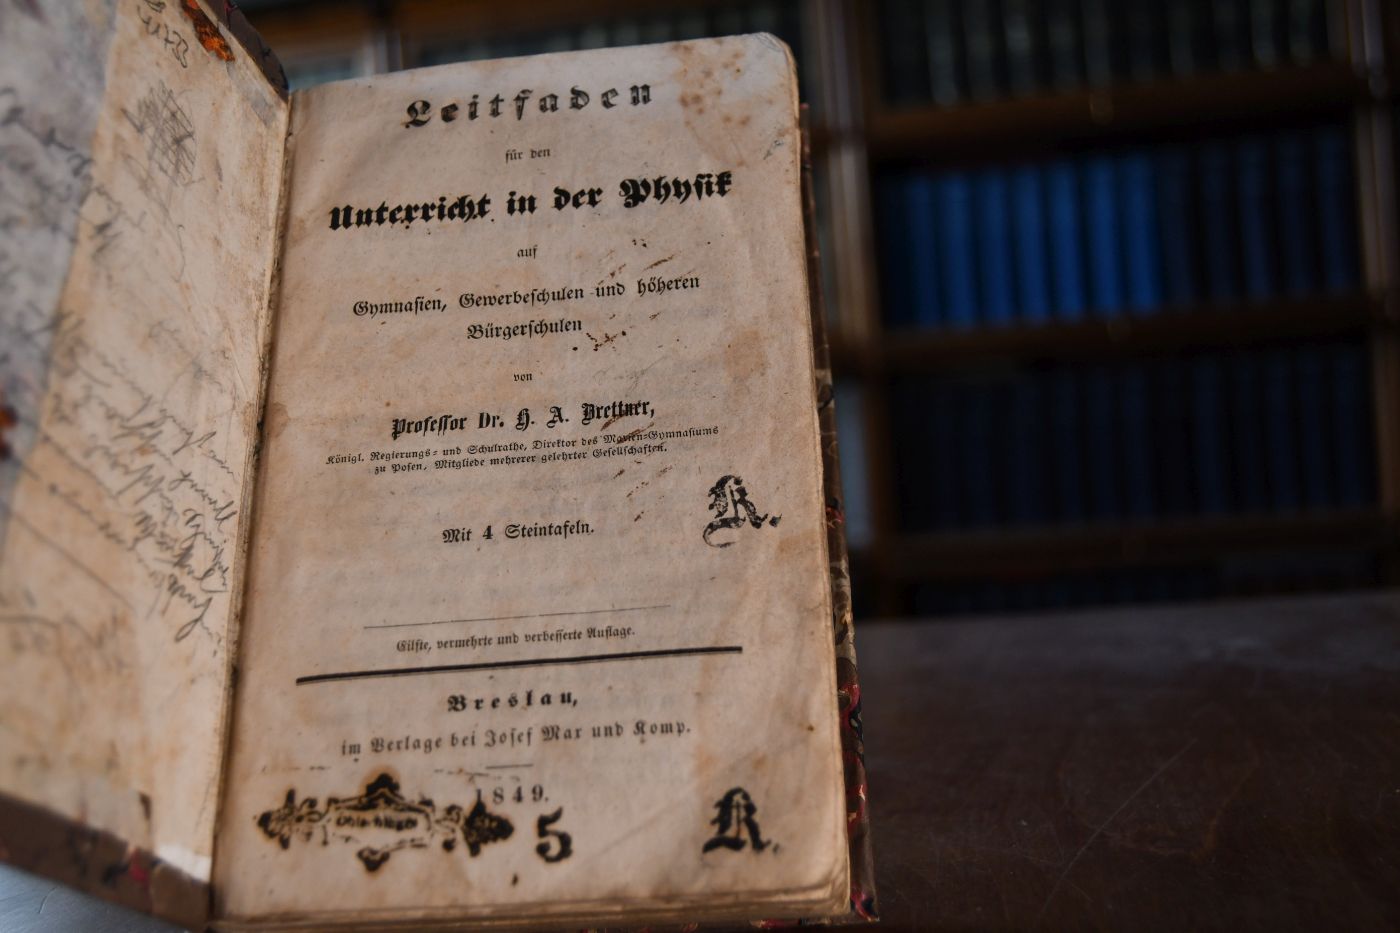 Leitfaden
für den
Unterricht in der Physik
auf
Gymnasien, Gewerbeschulen und höheren
Bürgerschulen
von
Professor Dr. H. A. Brettner,
Königl. Regierungs- und Schulrathe, Direktor des Marien-Gymnasiums
zu Posen, Mitgliede mehrerer gelehrter Gesellschaften.
K.
Mit 4 Steintafeln.
Eilfte, vermehrte und verbesserte Auflage.
Breslau,
im Verlage bei Josef Max und Komp.
1849.
5
K.